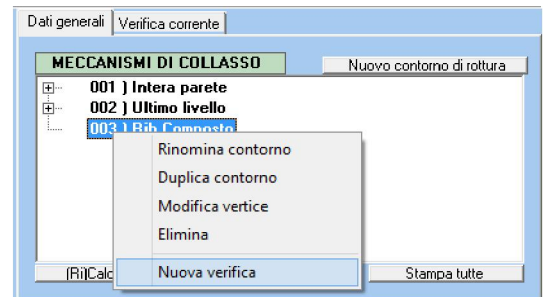 Dati generali Verifica corrente
MECCANISMI DI COLLASSO Nuovo contorno di rottura
001 ) Intera parete
002 ) Ultimo livello
003 ) Rib Composto
Rinomina contorno
Duplica contorno
Modifica vertice
Elimina
(Ri)Calc Nuova verifica Stampa tutte